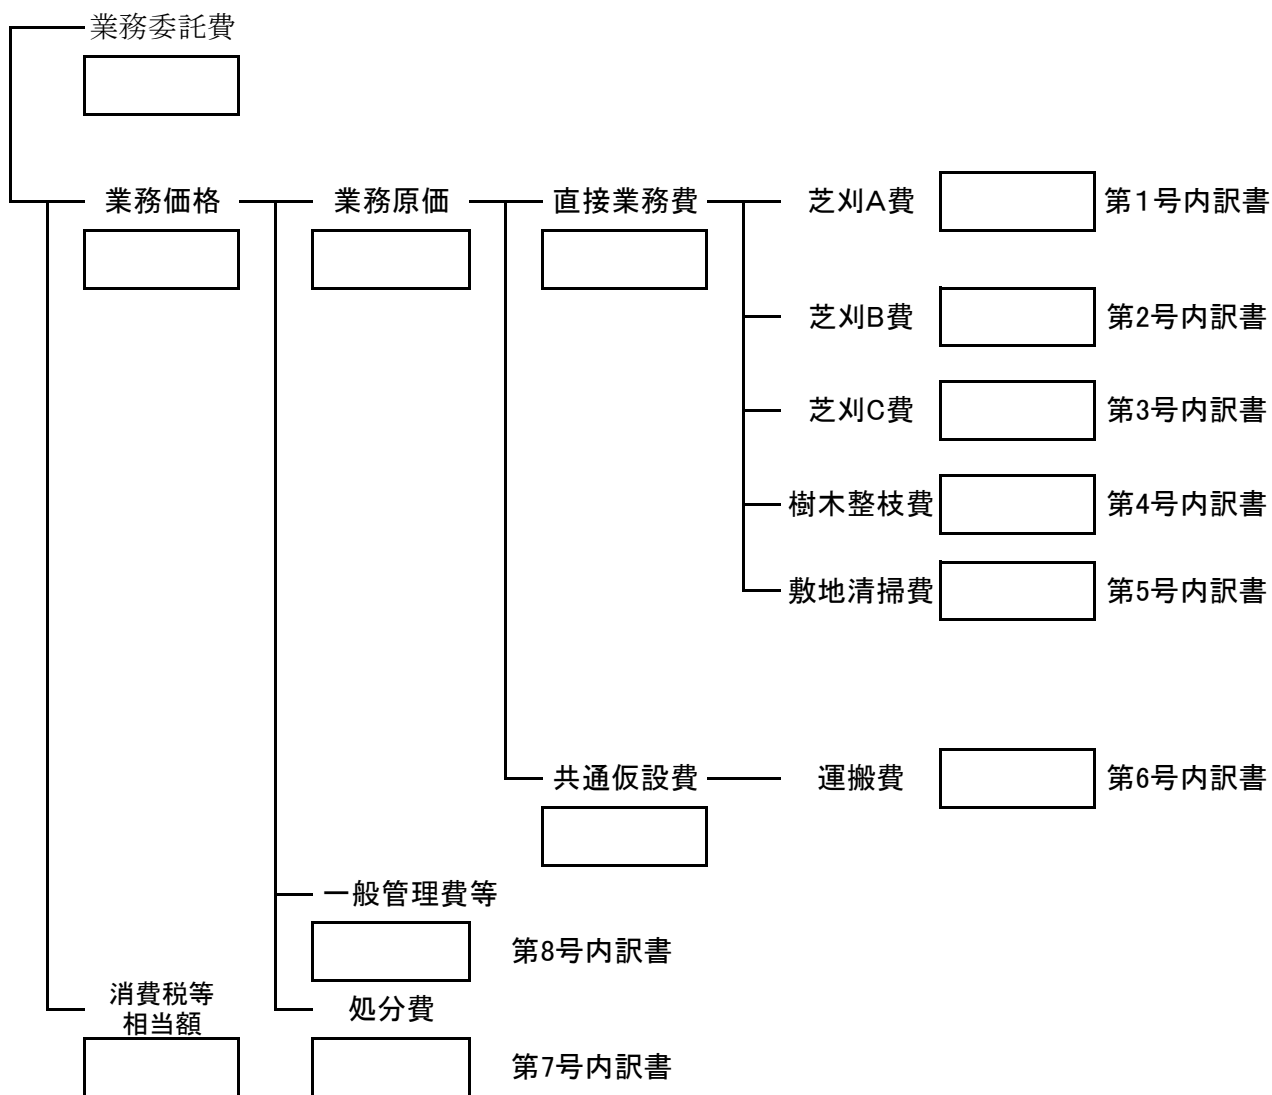 業務委託費
業務価格 業務原価 直接業務費 芝刈A費 第1号内訳書
芝刈B費 第2号内訳書
芝刈C費 第3号内訳書
樹木整枝費 第4号内訳書
敷地清掃費 第5号内訳書
共通仮設費 運搬費 第6号内訳書
一般管理費等
第8号内訳書
消費税等
相当額
処分費
第7号内訳書